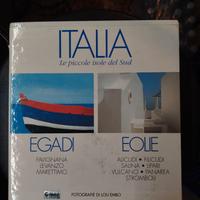 ITALIA
Le piccole isole del Sud
EGADI
FAVIGNANA
LEVANZO
MARETTIMO
EOLIE
ALICUDI • FILICUDI
SALINA • LIPARI
VULCANO • PANAREA
STROMBOLI
FOTOGRAFIE DI LOU EMBO